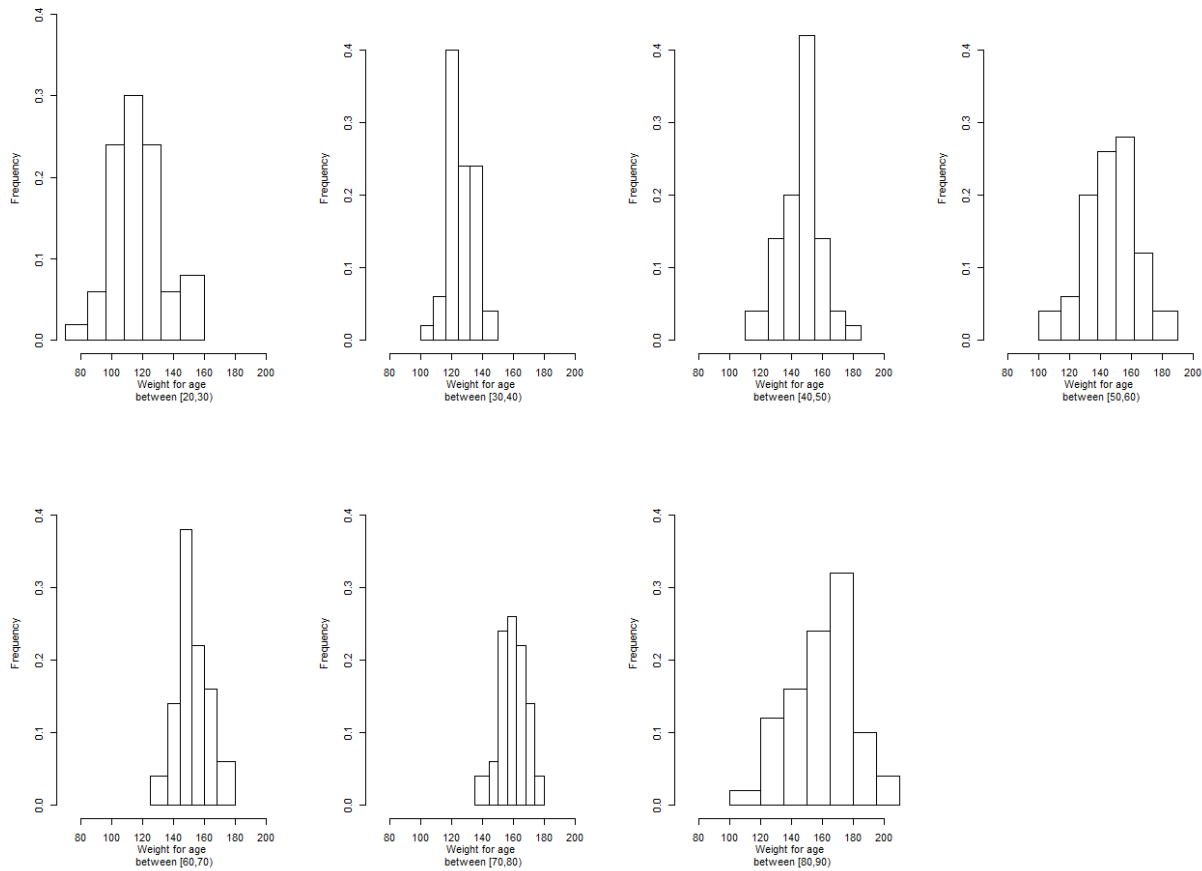 0.4
0.3
0.2
0.1
0.0
Frequency
80 100 120 140 160 180 200
Weight for age
between [20,30)
0.4
0.3
0.2
0.1
0.0
Frequency
80 100 120 140 160 180 200
Weight for age
between [30,40)
0.4
0.3
0.2
0.1
0.0
Frequency
80 100 120 140 160 180 200
Weight for age
between [40,50)
0.4
0.3
0.2
0.1
0.0
Frequency
80 100 120 140 160 180 200
Weight for age
between [50,60)
0.4
0.3
0.2
0.1
0.0
Frequency
80 100 120 140 160 180 200
Weight for age
between [60,70)
0.4
0.3
0.2
0.1
0.0
Frequency
80 100 120 140 160 180 200
Weight for age
between [70,80)
0.4
0.3
0.2
0.1
0.0
Frequency
80 100 120 140 160 180 200
Weight for age
between [80,90)